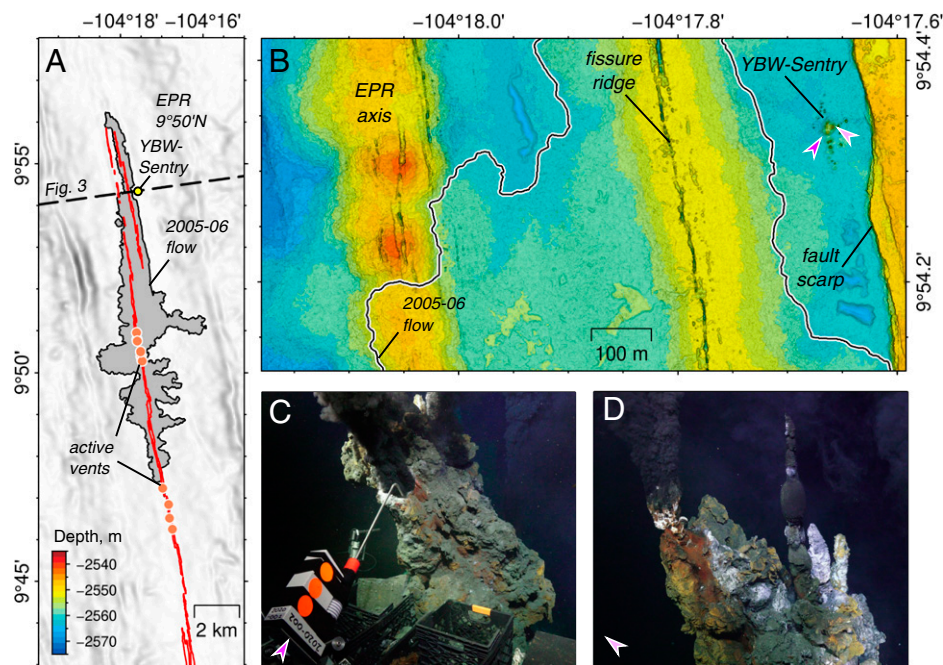 −104°18'
−104°16'
A
EPR
9°50'N
YBW-
Sentry
Fig. 3
2005-06
flow
active
vents
9°55'
9°50'
9°45'
Depth, m
−2540
−2550
−2560
−2570
2 km
−104°18.0'
−104°17.8'
−104°17.6'
B
EPR
axis
fissure
ridge
YBW-Sentry
fault
scarp
2005-06
flow
100 m
9°54.4'
9°54.2'
C
D